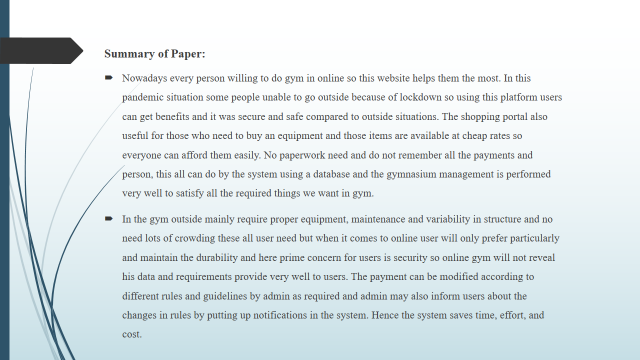 Summary of Paper:
Nowadays every person willing to do gym in online so this website helps them the most. In this
pandemic situation some people unable to go outside because of lockdown so using this platform users
can get benefits and it was secure and safe compared to outside situations. The shopping portal also
useful for those who need to buy an equipment and those items are available at cheap rates so
everyone can afford them easily. No paperwork need and do not remember all the payments and
person, this all can do by the system using a database and the gymnasium management is performed
very well to satisfy all the required things we want in gym.
In the gym outside mainly require proper equipment, maintenance and variability in structure and no
need lots of crowding these all user need but when it comes to online user will only prefer particularly
and maintain the durability and here prime concern for users is security so online gym will not reveal
his data and requirements provide very well to users. The payment can be modified according to
different rules and guidelines by admin as required and admin may also inform users about the
changes in rules by putting up notifications in the system. Hence the system saves time, effort, and
cost.